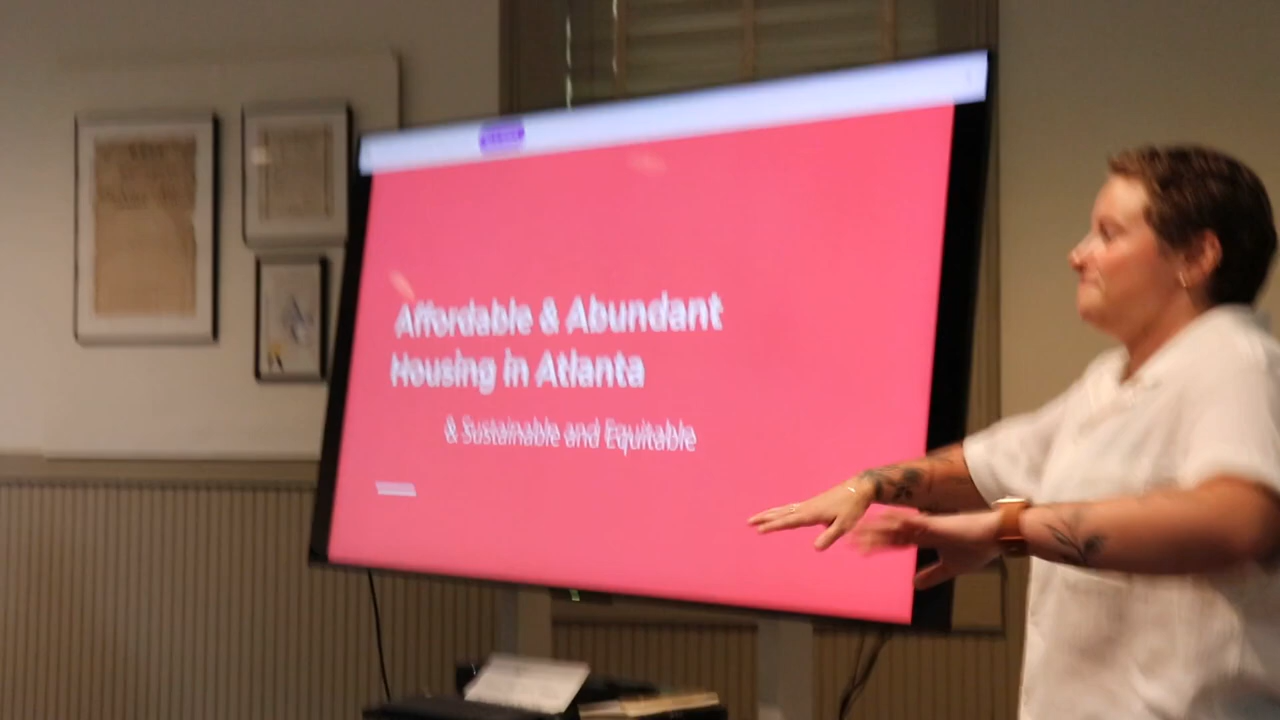 Affordable & Abundant
Housing in Atlanta
& Sustainable and Equitable